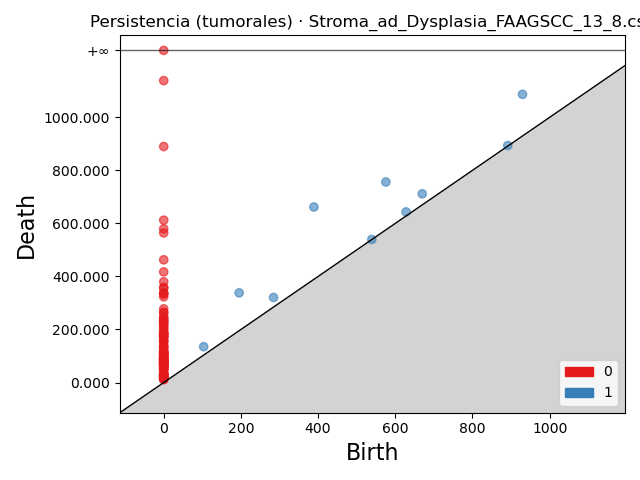 Persistencia (tumorales) · Stroma_ad_Dysplasia_FAAGSCC_13_8.cs
+∞
1000.000
800.000
600.000
400.000
200.000
0.000
Death
0 200 400 600 800 1000
Birth
0
1